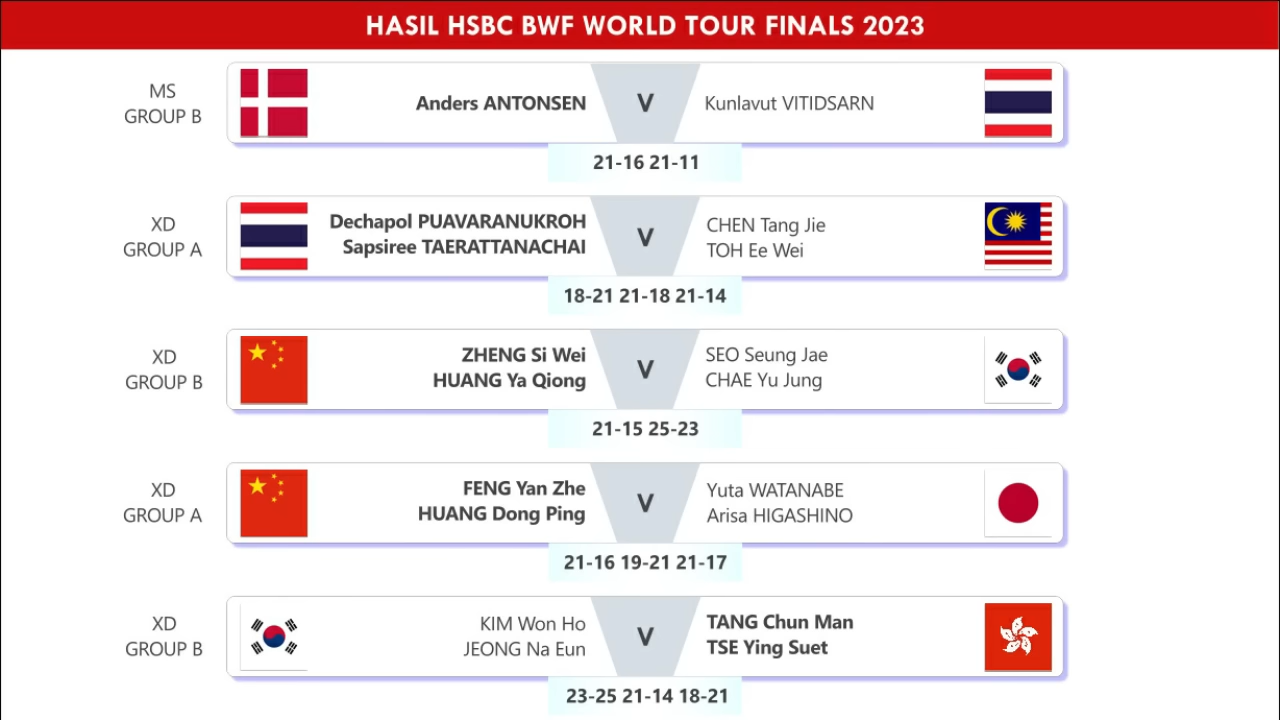 HASIL HSBC BWF WORLD TOUR FINALS 2023
MS
GROUP B
Anders ANTONSEN
V
Kunlavut VITIDSARN
21-16 21-11
XD
GROUP A
Dechapol PUAVARANUKROH
Sapsiree TAERATTANACHAI
V
CHEN Tang Jie
TOH Ee Wei
18-21 21-18 21-14
XD
GROUP B
ZHENG Si Wei
HUANG Ya Qiong
V
SEO Seung Jae
CHAE Yu Jung
21-15 25-23
XD
GROUP A
FENG Yan Zhe
HUANG Dong Ping
V
Yuta WATANABE
Arisa HIGASHINO
21-16 19-21 21-17
XD
GROUP B
KIM Won Ho
JEONG Na Eun
V
TANG Chun Man
TSE Ying Suet
23-25 21-14 18-21